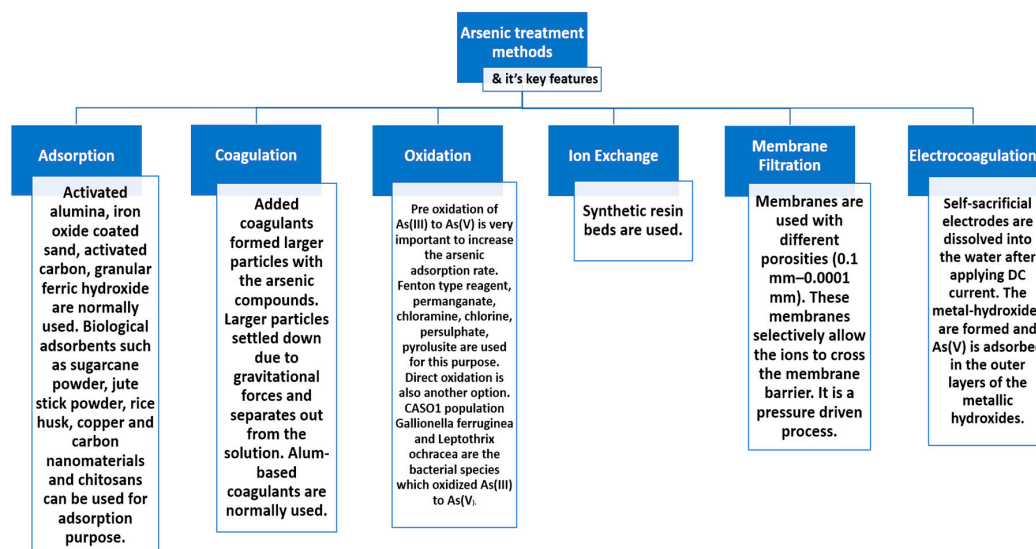 Arsenic treatment
methods
& it's key features
Adsorption
Activated
alumina, iron
oxide coated
sand, activated
carbon, granular
ferric hydroxide
are normally
used. Biological
adsorbents such
as sugarcane
powder, jute
stick powder, rice
husk, copper and
carbon
nanomaterials
and chitosans
can be used for
adsorption
purpose.
Coagulation
Added
coagulants
formed larger
particles with
the arsenic
compounds.
Larger particles
settled down
due to
gravitational
forces and
separates out
from the
solution. Alum-
based
coagulants are
normally used.
Oxidation
Pre oxidation of
As(III) to As(V) is very
important to increase
the arsenic
adsorption rate.
Fenton type reagent,
permanganate,
chloramine, chlorine,
persulphate,
pyrolusite are used
for this purpose.
Direct oxidation is
also another option.
CASO1 population
Gallionella ferruginea
and Leptothrix
ochracea are the
bacterial species
which oxidized As(III)
to As(V).
Ion Exchange
Synthetic resin
beds are used.
Membrane
Filtration
Membranes are
used with
different
porosities (0.1
mm–0.0001
mm). These
membranes
selectively allow
the ions to cross
the membrane
barrier. It is a
pressure driven
process.
Electrocoagulation
Self-sacrificial
electrodes are
dissolved into
the water after
applying DC
current. The
metal-hydroxide
are formed and
As(V) is adsorbe
in the outer
layers of the
metallic
hydroxides.